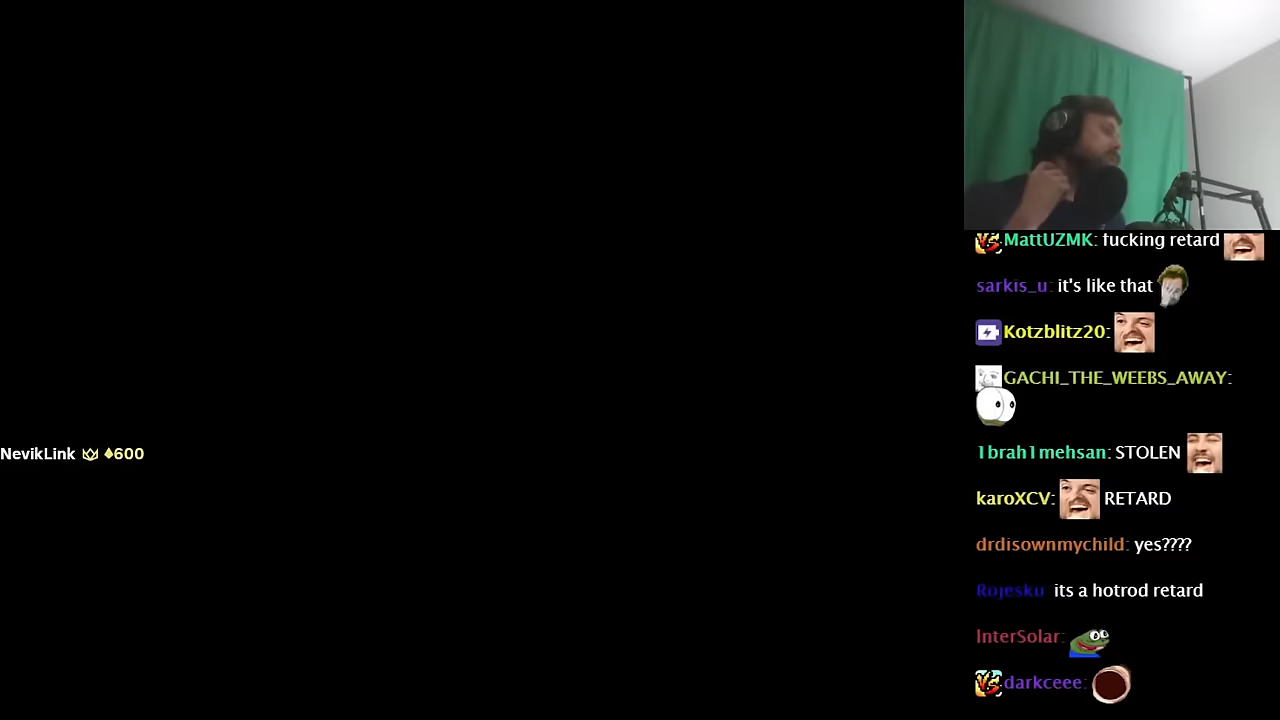 MattUZMK: fucking retard
sarkis_u: it's like that
Kotzblitz20:
GACHI_THE_WEEBS_AWAY:
NevikLink 600
1brah1mehsan: STOLEN
karoXCV: RETARD
drdisownmychild: yes????
Rojesku: its a hotrod retard
InterSolar:
VS darkceee: